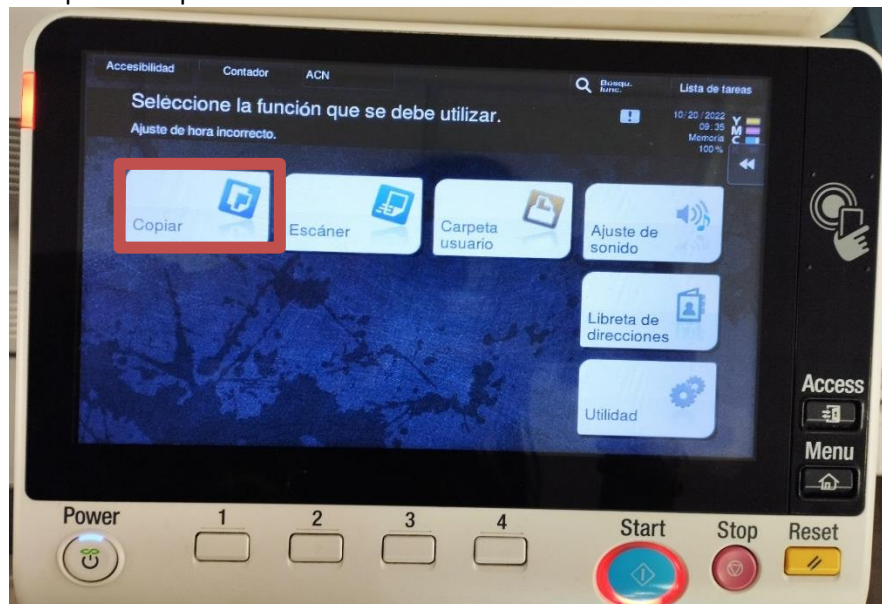 Accesibilidad Contador ACN Búsqu. func. Lista de tareas
Seleccione la función que se debe utilizar.
Ajuste de hora incorrecto.
10/20/2022
09:35
Memoria
100%
Y
M
C
Copiar
Escáner
Carpeta
usuario
Ajuste de
sonido
Libreta de
direcciones
Utilidad
Access
Menu
Power 1 2 3 4 Start Stop Reset